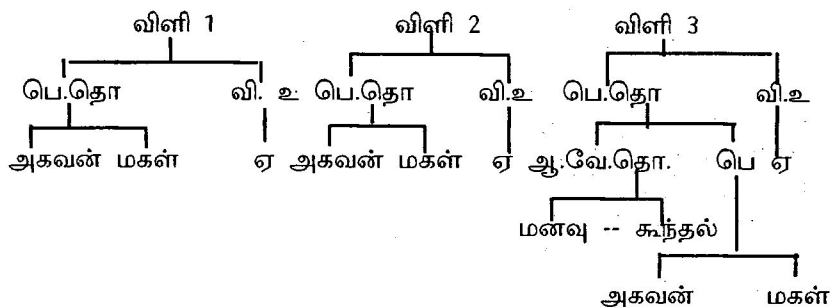 விளி 1 விளி 2 விளி 3
பெ.தொ வி. உ பெ.தொ வி.உ பெ.தொ வி.உ
அகவன் மகள் ஏ அகவன் மகள் ஏ ஆ.வே.தொ. பெ ஏ
மனவு -- கூந்தல்
அகவன் மகள்